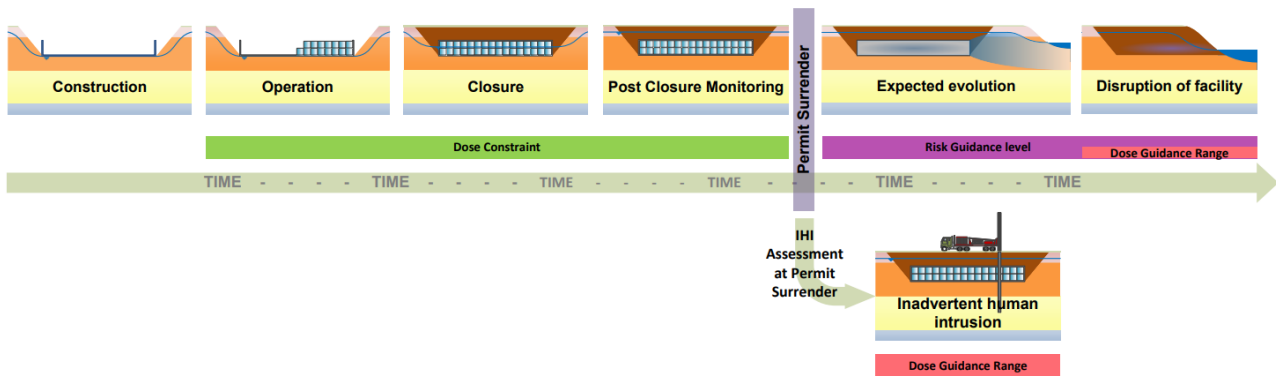 Construction
Operation
Closure
Post Closure Monitoring
Permit Surrender
Expected evolution
Disruption of facility
Dose Constraint
Risk Guidance level
Dose Guidance Range
TIME - - - - TIME - - - - TIME - - - - TIME - - - - TIME - - - - TIME
IHI
Assessment
at Permit
Surrender
Inadvertent human
intrusion
Dose Guidance Range